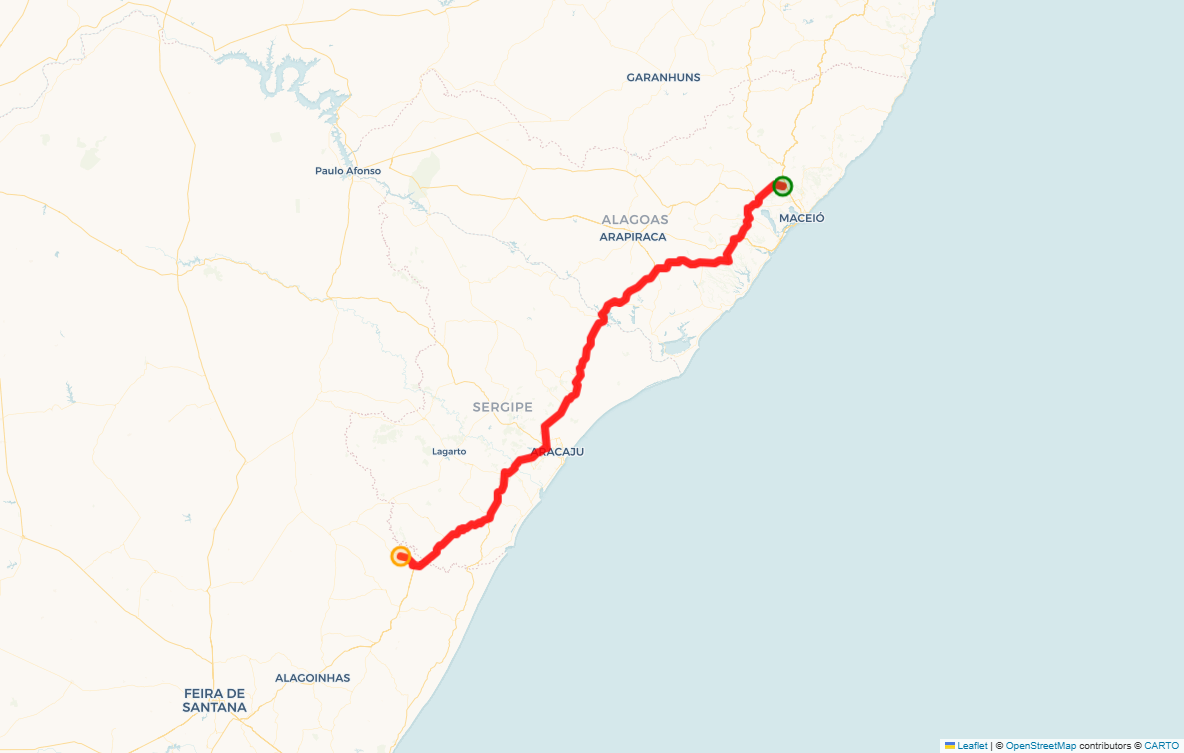 GARANHUNS
Paulo Afonso
ALAGOAS
MACEIÓ
ARAPIRACA
SERGIPE
Lagarto
ARACAJU
ALAGOINHAS
FEIRA DE
SANTANA
Leaflet | © OpenStreetMap contributors © CARTO